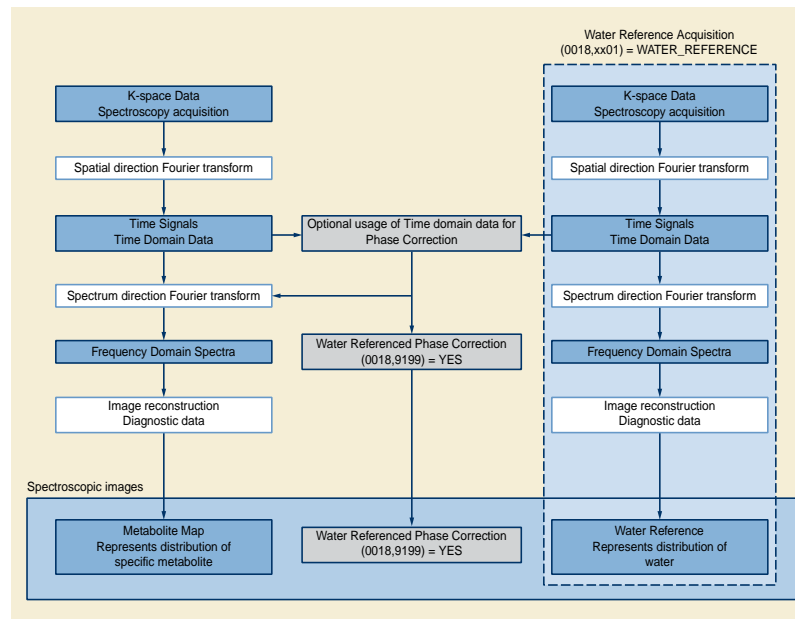 Water Reference Acquisition
(0018,xx01) = WATER_REFERENCE
K-space Data
Spectroscopy acquisition
Spatial direction Fourier transform
Time Signals
Time Domain Data
Spectrum direction Fourier transform
Frequency Domain Spectra
Image reconstruction
Diagnostic data
Optional usage of Time domain data for
Phase Correction
Water Referenced Phase Correction
(0018,9199) = YES
K-space Data
Spectroscopy acquisition
Spatial direction Fourier transform
Time Signals
Time Domain Data
Spectrum direction Fourier transform
Frequency Domain Spectra
Image reconstruction
Diagnostic data
Spectroscopic images
Metabolite Map
Represents distribution of
specific metabolite
Water Referenced Phase Correction
(0018,9199) = YES
Water Reference
Represents distribution of
water